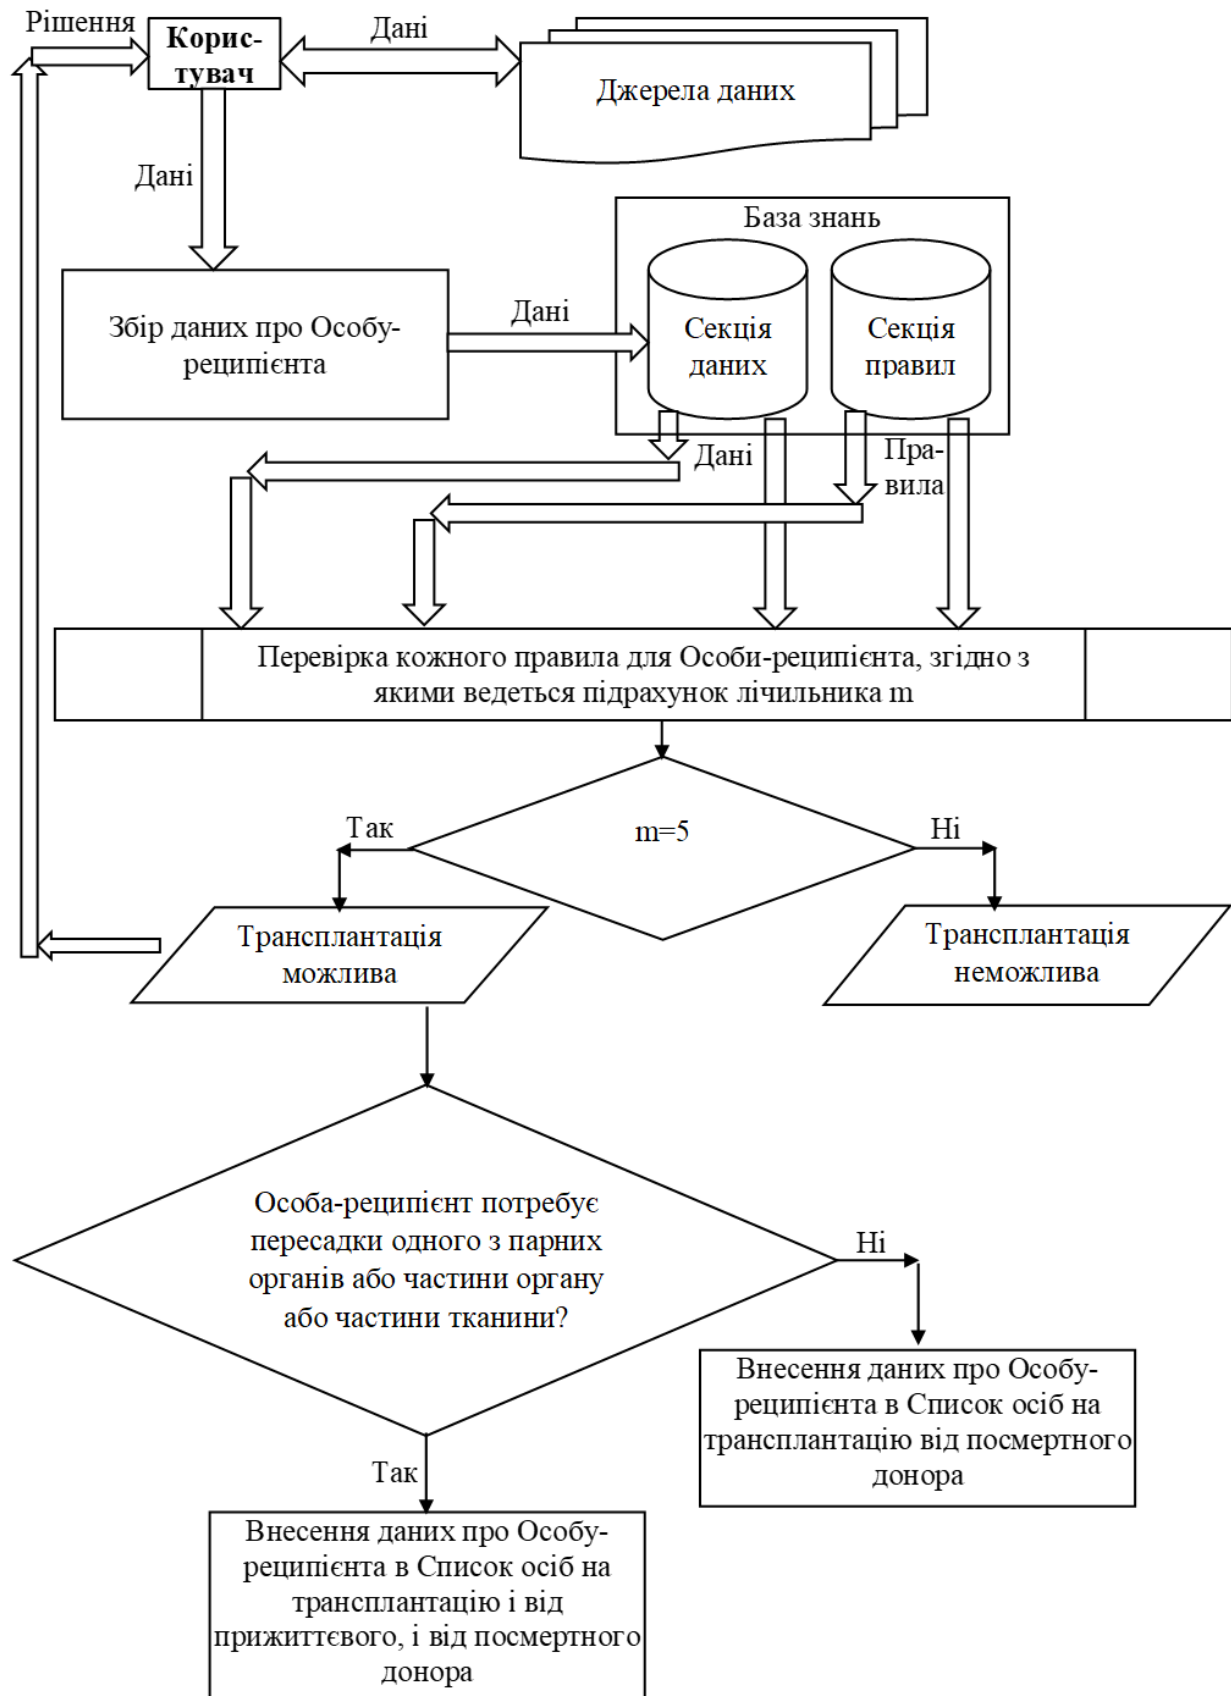 Рішення
Корис-
тувач
Дані
Джерела даних
Дані
База знань
Збір даних про Особу-
реципієнта
Дані
Секція
даних
Секція
правил
Дані
Пра-
вила
Перевірка кожного правила для Особи-реципієнта, згідно з
якими ведеться підрахунок лічильника m
m=5
Так
Ні
Трансплантація
можлива
Трансплантація
неможлива
Особа-реципієнт потребує
пересадки одного з парних
органів або частини органу
або частини тканини?
Ні
Внесення даних про Особу-
реципієнта в Список осіб на
трансплантацію від посмертного
донора
Так
Внесення даних про Особу-
реципієнта в Список осіб на
трансплантацію і від
прижиттєвого, і від посмертного
донора